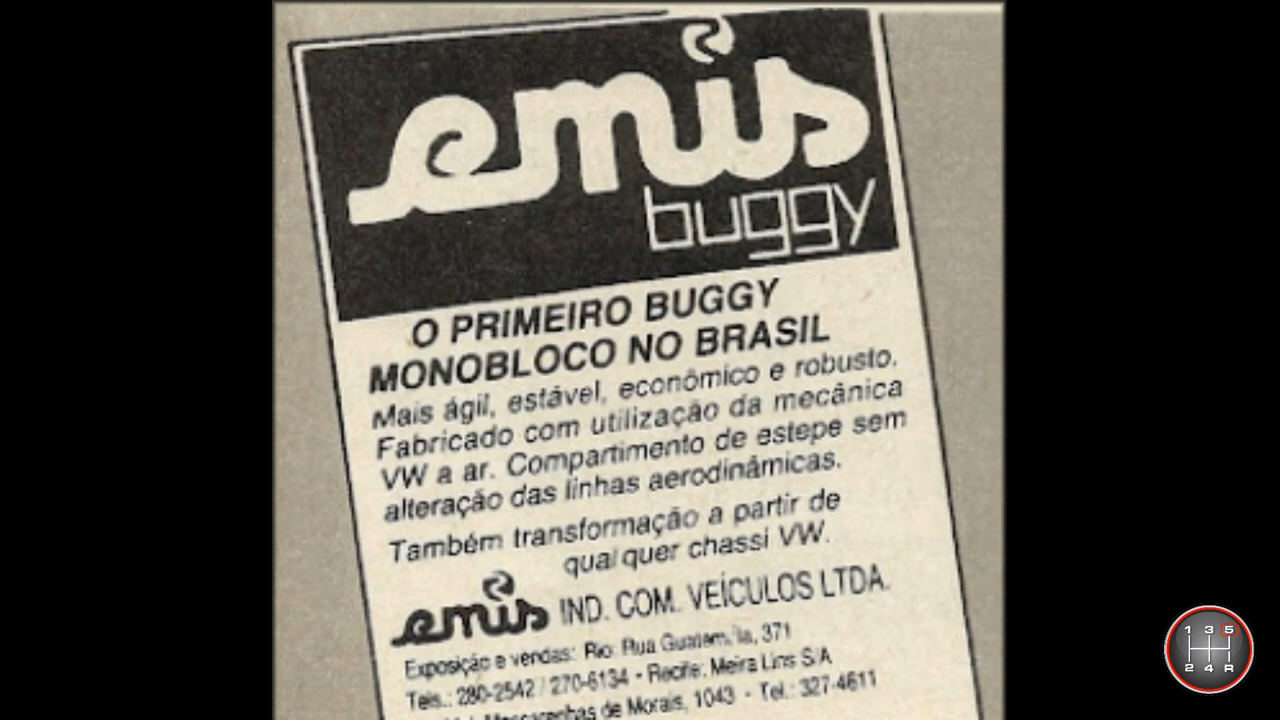 emis
buggy
O PRIMEIRO BUGGY
MONOBLOCO NO BRASIL
Mais ágil, estável, econômico e robusto.
Fabricado com utilização da mecânica
VW a ar. Compartimento de estepe sem
alteração das linhas aerodinâmicas.
Também transformação a partir de
qualquer chassi VW.
emis IND. COM. VEÍCULOS LTDA.
Exposição e vendas: Rio: Rua Guatemala, 371
Teis.: 280-2542 / 270-6134 - Recife: Meira Lins S/A
Mascarenhas de Morais, 1043 - Tel.: 327-4611
1 3 5
2 4 R